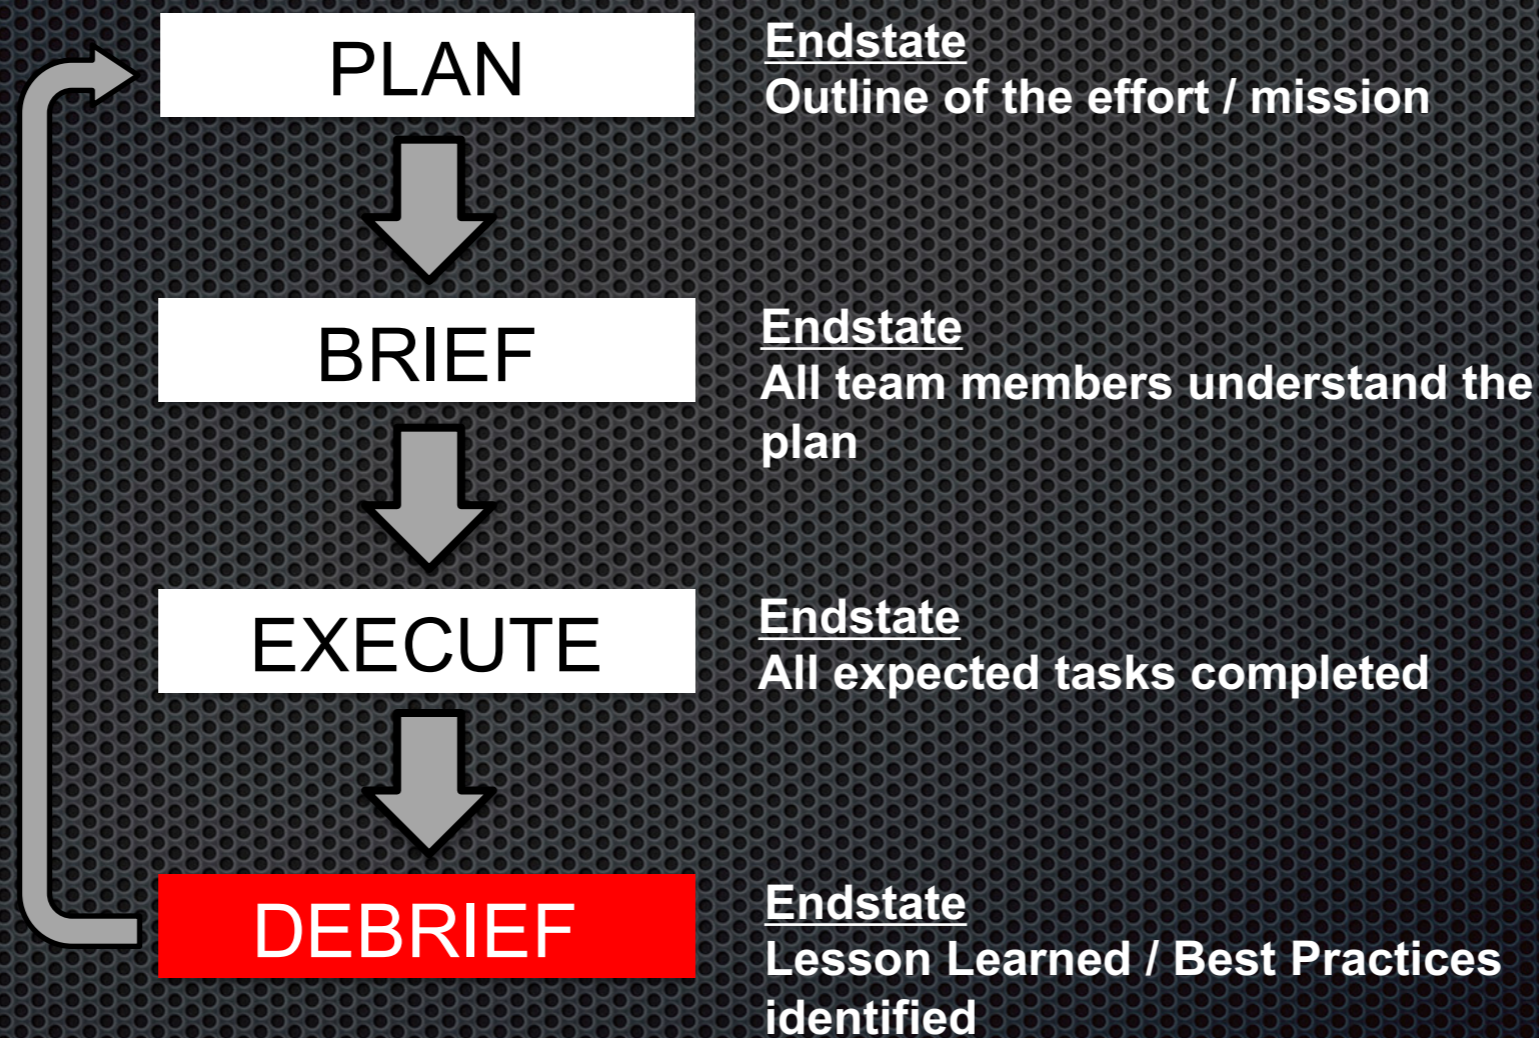 PLAN
Endstate
Outline of the effort / mission
BRIEF
Endstate
All team members understand the
plan
EXECUTE
Endstate
All expected tasks completed
DEBRIEF
Endstate
Lesson Learned / Best Practices
identified